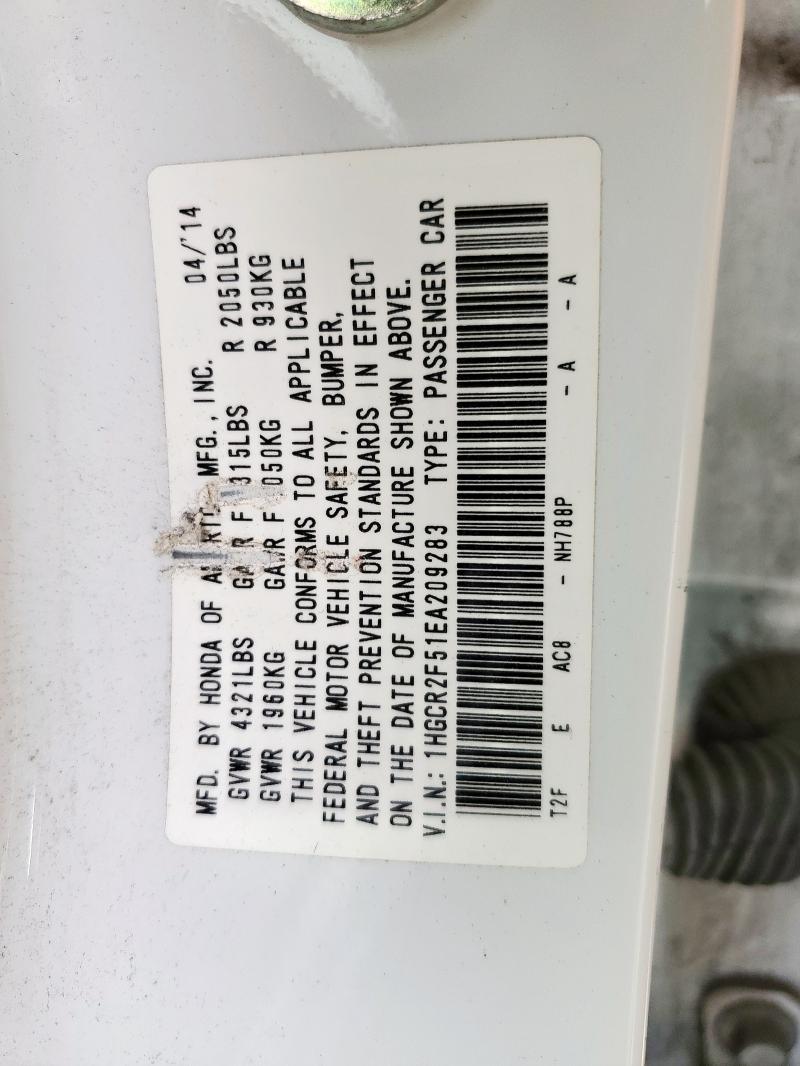 MFD. BY HONDA OF MFG., INC. 04/'14
GVWR 4321LBS F R 2050LBS
GVWR 1960KG F R 930KG
THIS VEHICLE CONFORMS TO ALL APPLICABLE
FEDERAL MOTOR VEHICLE SAFETY, BUMPER,
AND THEFT PREVENTION STANDARDS IN EFFECT
ON THE DATE OF MANUFACTURE SHOWN ABOVE.
V.I.N.: 1HGCR2F51EA209283 TYPE: PASSENGER CAR
T2F E AC8 - NH788P - A - A